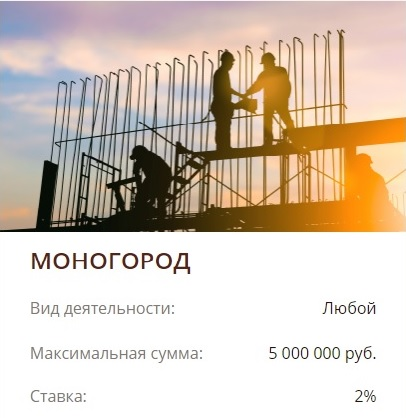 МОНОГОРОД
Вид деятельности: Любой
Максимальная сумма: 5 000 000 руб.
Ставка: 2%